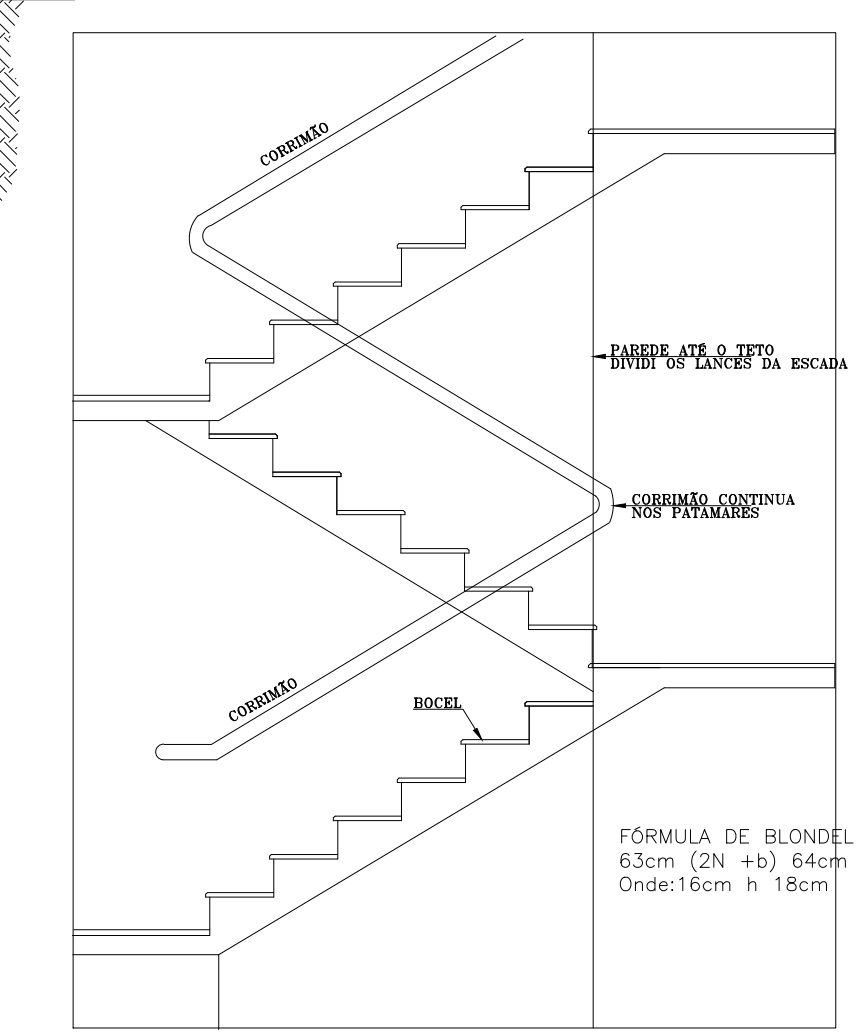 CORRIMÃO
PAREDE ATÉ O TETO
DIVIDI OS LANCES DA ESCADA
CORRIMÃO CONTINUA
NOS PATAMARES
CORRIMÃO
BOCEL
FÓRMULA DE BLONDEL
63cm (2N +b) 64cm
Onde:16cm h 18cm